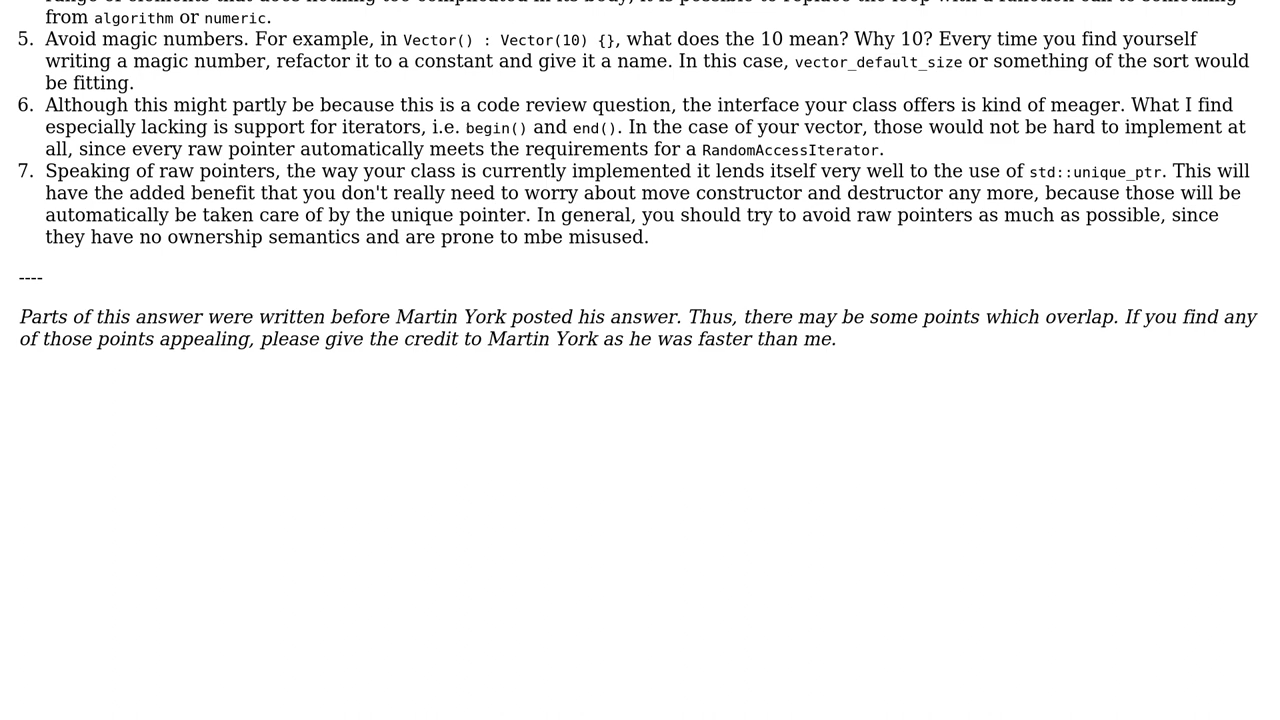 from algorithm or numeric.
5. Avoid magic numbers. For example, in Vector() : Vector(10) {}, what does the 10 mean? Why 10? Every time you find yourself
writing a magic number, refactor it to a constant and give it a name. In this case, vector_default_size or something of the sort would
be fitting.
6. Although this might partly be because this is a code review question, the interface your class offers is kind of meager. What I find
especially lacking is support for iterators, i.e. begin() and end(). In the case of your vector, those would not be hard to implement at
all, since every raw pointer automatically meets the requirements for a RandomAccessIterator.
7. Speaking of raw pointers, the way your class is currently implemented it lends itself very well to the use of std::unique_ptr. This will
have the added benefit that you don't really need to worry about move constructor and destructor any more, because those will be
automatically be taken care of by the unique pointer. In general, you should try to avoid raw pointers as much as possible, since
they have no ownership semantics and are prone to mbe misused.
----
Parts of this answer were written before Martin York posted his answer. Thus, there may be some points which overlap. If you find any
of those points appealing, please give the credit to Martin York as he was faster than me.